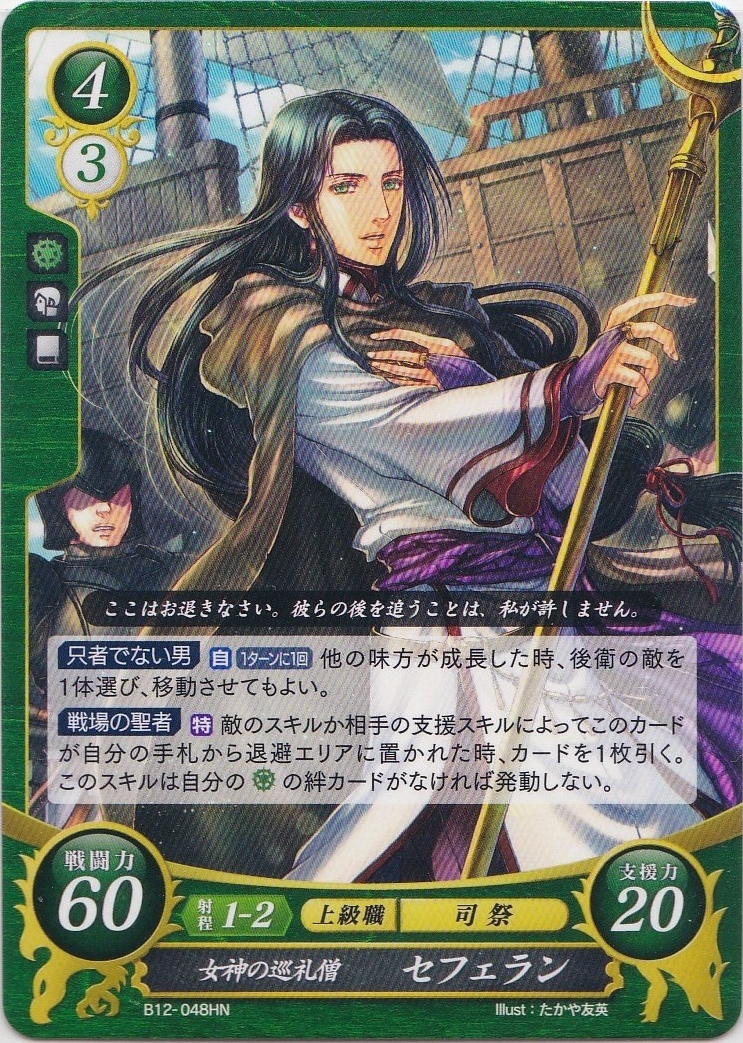 4
3
ここはお退きなさい。彼らの後を追うことは、私が許しません。
只者でない男 自 1ターンに1回 他の味方が成長した時、後衛の敵を
1体選び、移動させてもよい。
戦場の聖者 特 敵のスキルか相手の支援スキルによってこのカード
が自分の手札から退避エリアに置かれた時、カードを1枚引く。
このスキルは自分の の絆カードがなければ発動しない。
戦闘力
60
射程 1-2 上級職 司祭
支援力
20
女神の巡礼僧 セフェラン
B12-048HN Illust：たかや友英